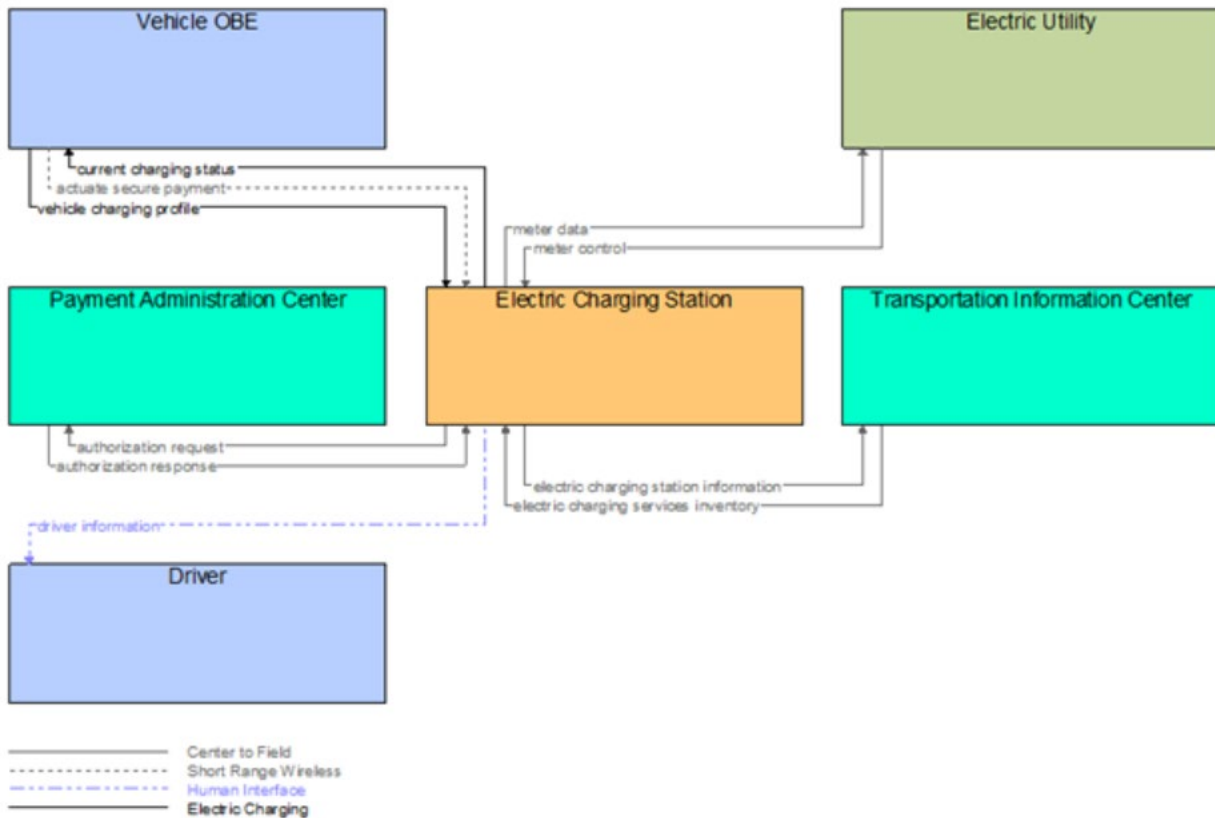 Vehicle OBE
Electric Utility
current charging status
actuate secure payment
vehicle charging profile
meter data
meter control
Payment Administration Center
Electric Charging Station
Transportation Information Center
authorization request
authorization response
electric charging station information
electric charging services inventory
driver information
Driver
Center to Field
Short Range Wireless
Human Interface
Electric Charging